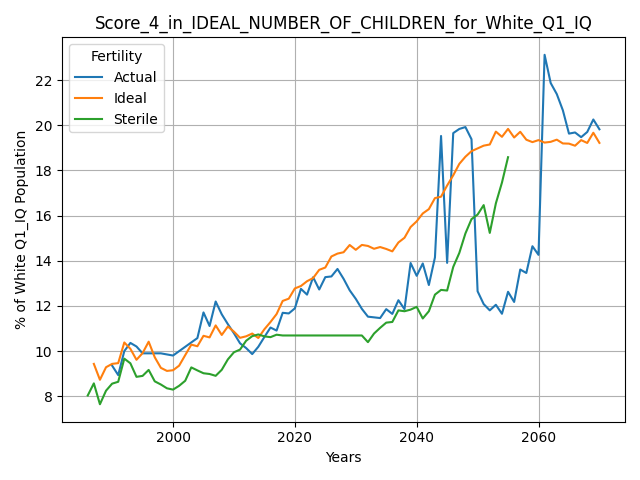 Score_4_in_IDEAL_NUMBER_OF_CHILDREN_for_White_Q1_IQ
Fertility
Actual
Ideal
Sterile
% of White Q1_IQ Population
22
20
18
16
14
12
10
8
2000
2020
2040
2060
Years